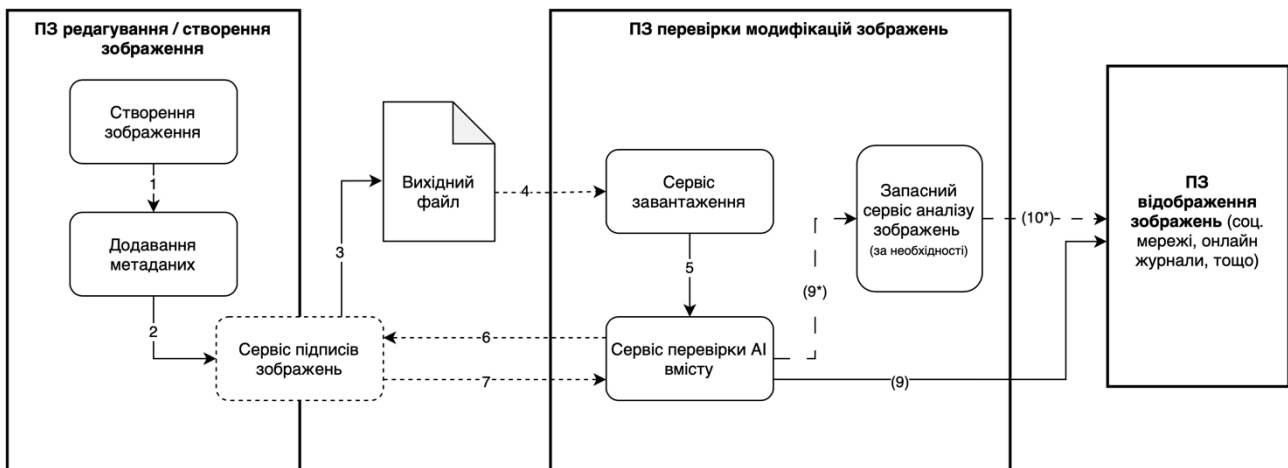 ПЗ редагування / створення
зображення
Створення
зображення
1
Додавання
метаданих
2
Сервіс підписів
зображень
3
Вихідний
файл
4
ПЗ перевірки модифікацій зображень
Сервіс
завантаження
5
6
7
Сервіс перевірки AI
вмісту
(9*)
(9)
Запасний
сервіс аналізу
зображень
(за необхідності)
(10*)
ПЗ
відображення
зображень (соц.
мережі, онлайн
журнали, тощо)